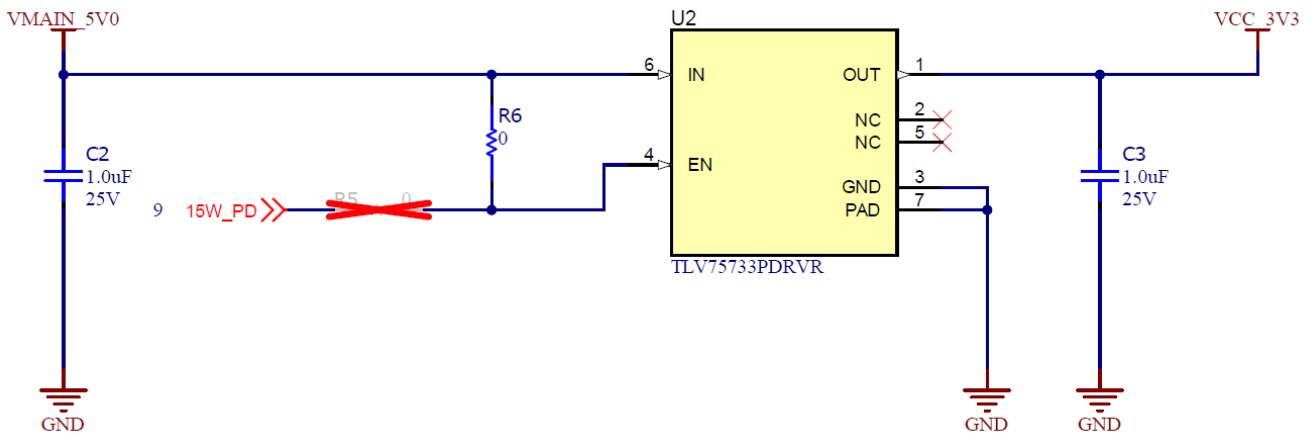 VMAIN_5V0
U2
VCC_3V3
6
IN
OUT
1
R6
0
NC
2
NC
5
C2
1.0uF
25V
4
EN
C3
1.0uF
25V
GND
3
PAD
7
9
15W_PD
R5
0
TLV75733PDRVR
GND
GND
GND